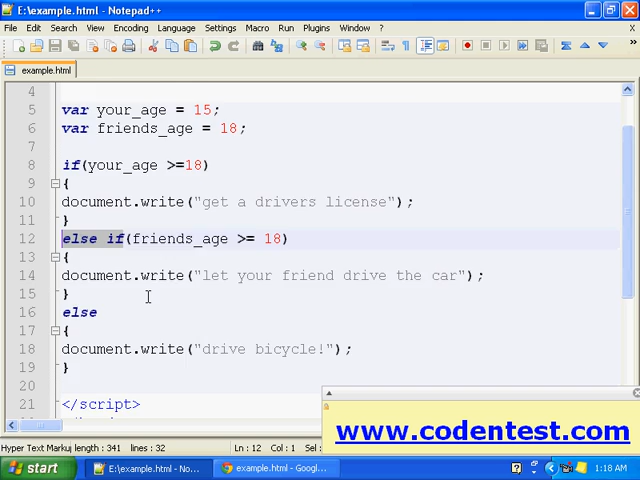 E:\example.html - Notepad++
File Edit Search View Encoding Language Settings Macro Run Plugins Window ? X
example.html
4
5 var your_age = 15;
6 var friends_age = 18;
7
8 if(your_age >=18)
9 {
10 document.write("get a drivers license");
11 }
12 else if(friends_age >= 18)
13 {
14 document.write("let your friend drive the car");
15 }
16 else
17 {
18 document.write("drive bicycle!");
19 }
20
21 </script>
www.codentest.com
Hyper Text Markuj length : 341 lines : 32 Ln : 12 Col : 1 Sel :
start E:\example.html - No... example.html - Googl... 1:18 AM